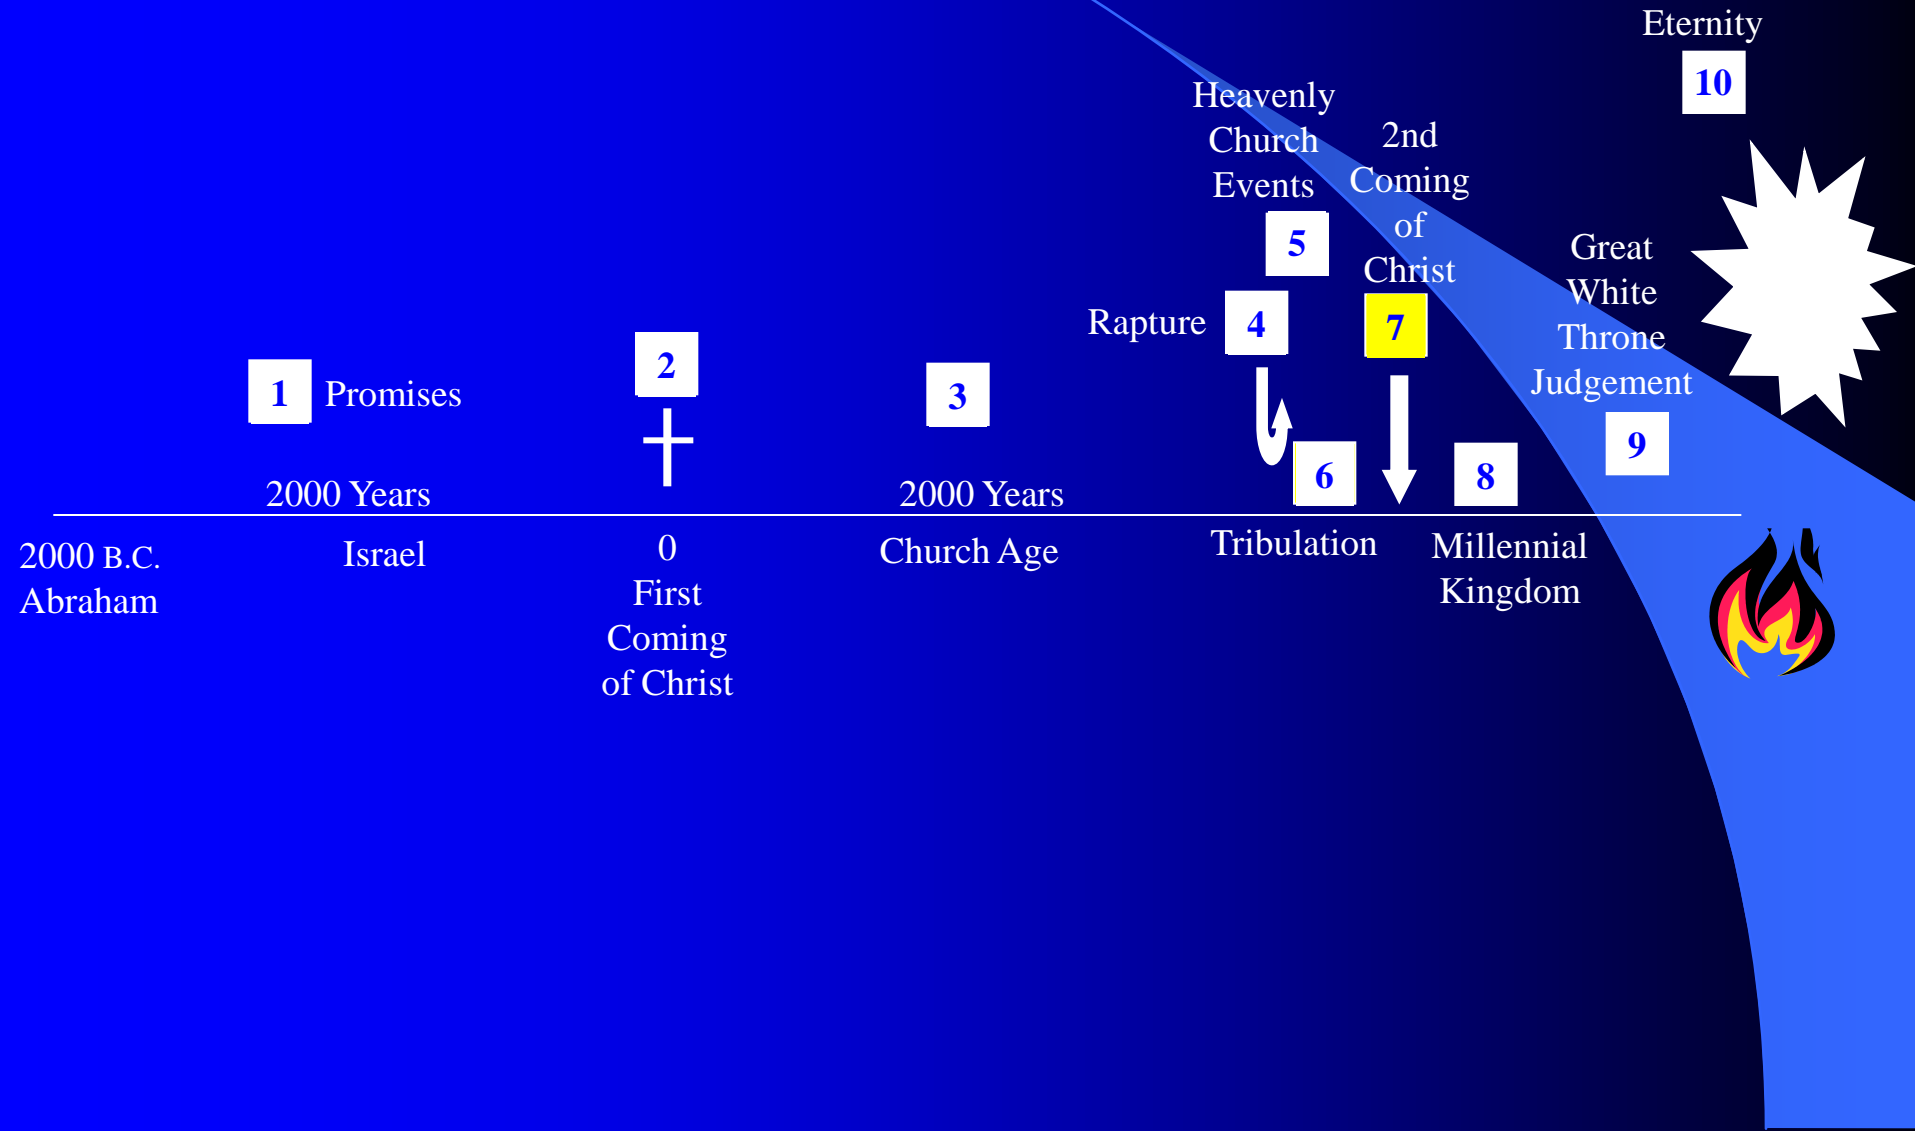 1 Promises
2000 Years
2000 B.C.
Abraham
Israel
2
0
First
Coming
of Christ
3
2000 Years
Church Age
Rapture 4
Heavenly
Church
Events
5
6
Tribulation
2nd
Coming
of
Christ
7
8
Millennial
Kingdom
Great
White
Throne
Judgement
9
Eternity
10